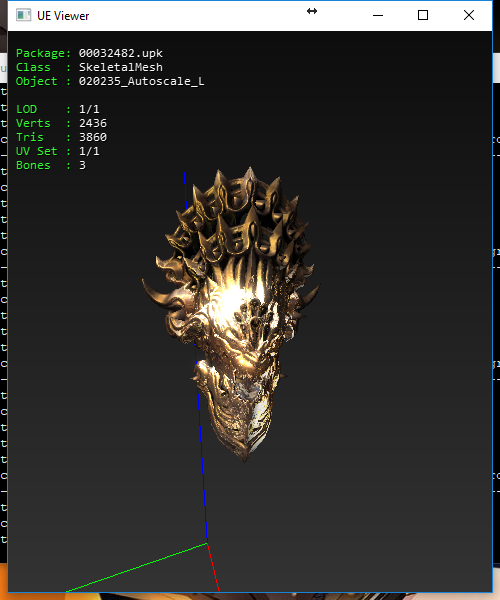 UE Viewer
Package: 00032482.upk
Class  : SkeletalMesh
Object : 020235_Autoscale_L
LOD    : 1/1
Verts  : 2436
Tris   : 3860
UV Set : 1/1
Bones  : 3